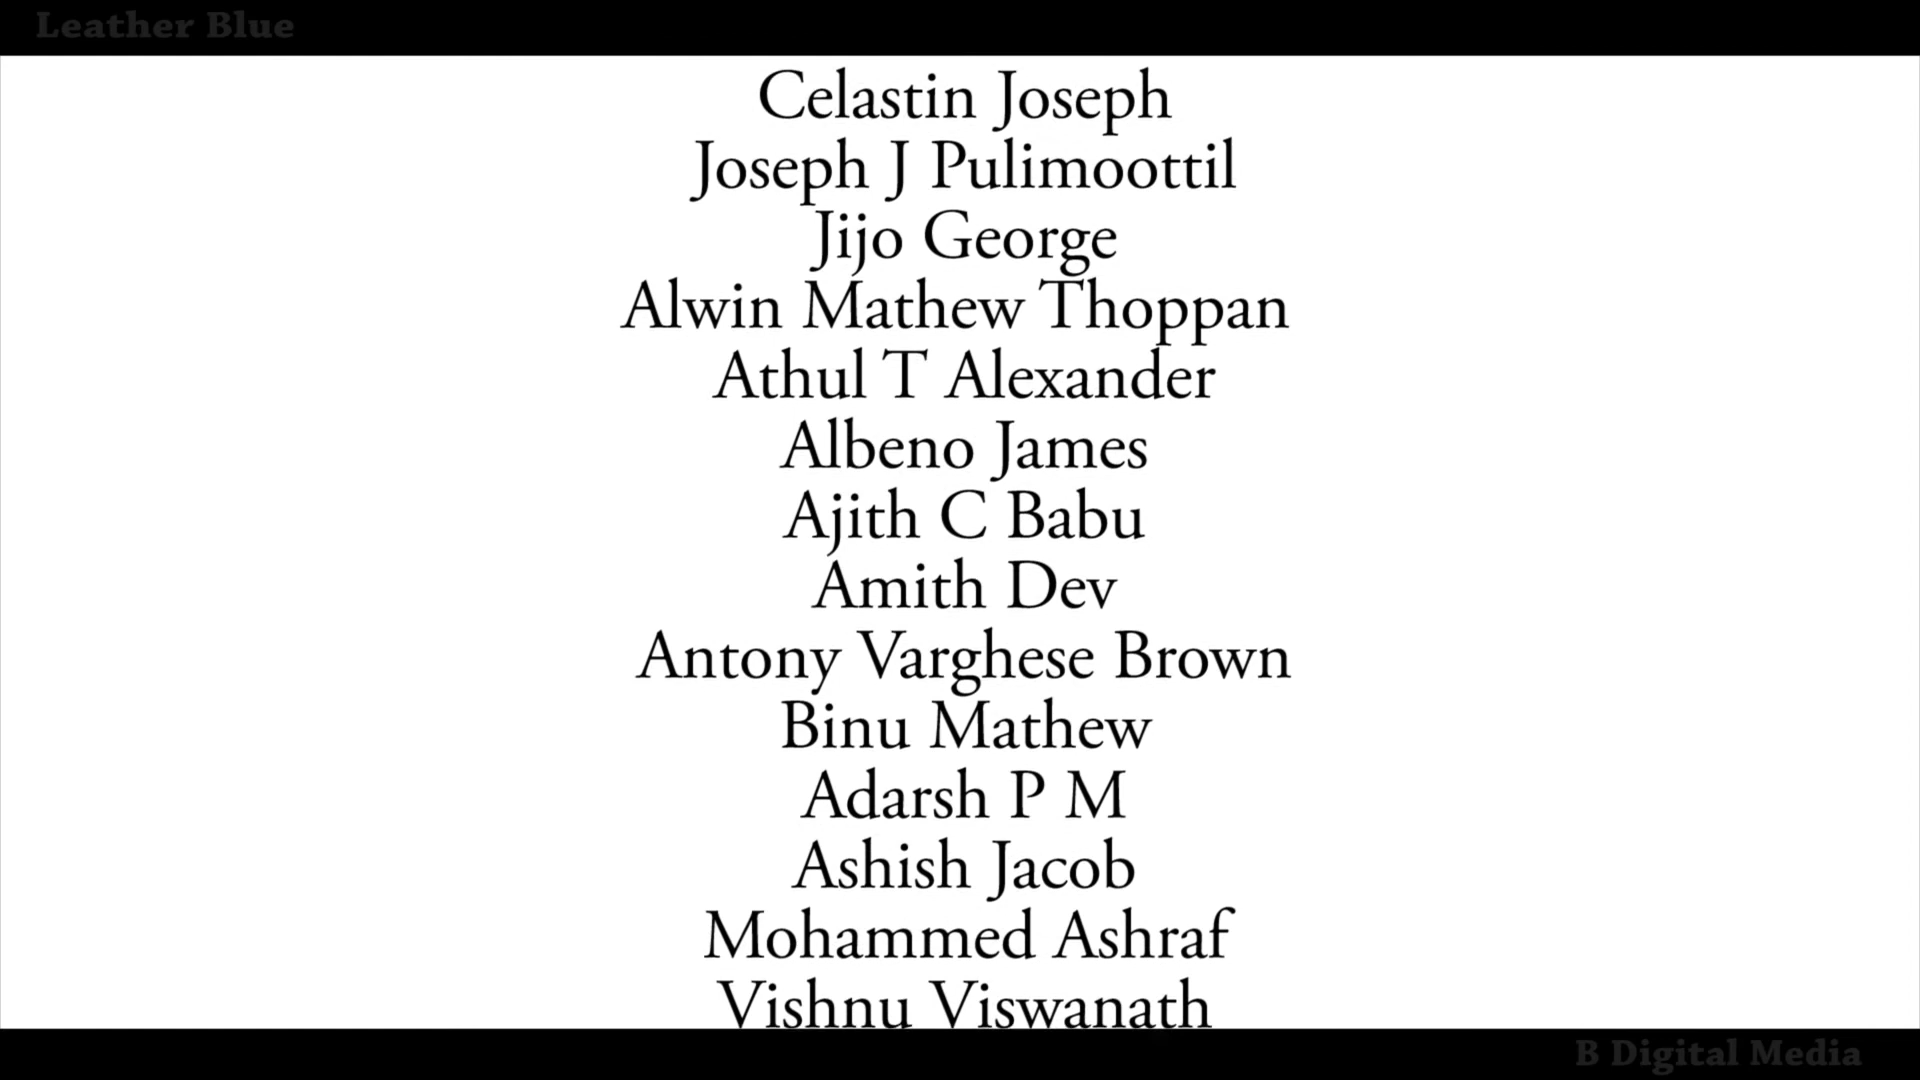 Leather Blue
Celastin Joseph
Joseph J Pulimoottil
Jijo George
Alwin Mathew Thoppan
Athul T Alexander
Albeno James
Ajith C Babu
Amith Dev
Antony Varghese Brown
Binu Mathew
Adarsh P M
Ashish Jacob
Mohammed Ashraf
Vishnu Viswanath
B Digital Media